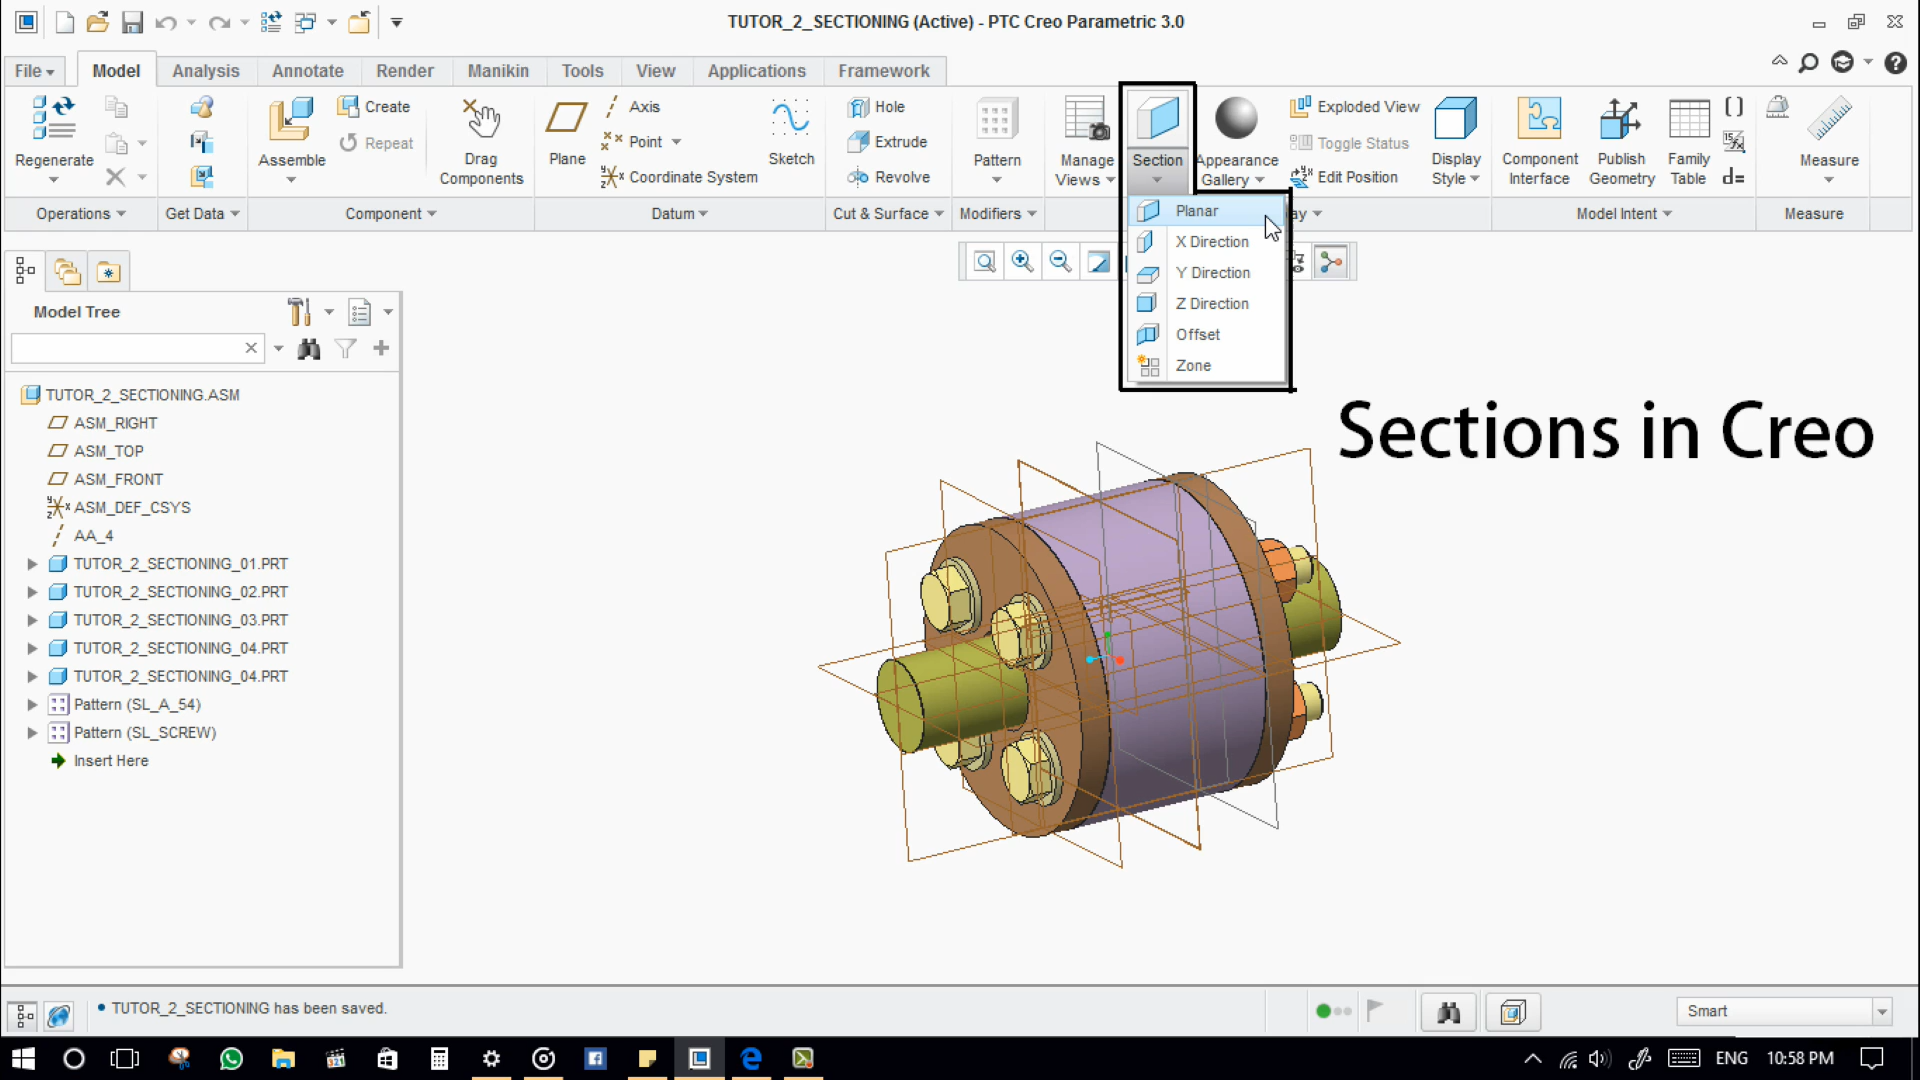 TUTOR_2_SECTIONING (Active) - PTC Creo Parametric 3.0
File Model Analysis Annotate Render Manikin Tools View Applications Framework
Regenerate
Operations
Get Data
Assemble
Create
Repeat
Drag
Components
Component
Plane
Axis
Point
Coordinate System
Sketch
Datum
Hole
Extrude
Revolve
Cut & Surface
Pattern
Modifiers
Manage
Views
Section
Appearance
Gallery
Exploded View
Toggle Status
Edit Position
Display
Style
ay
Component
Interface
Publish
Geometry
Family
Table
d=
Model Intent
Measure
Measure
Planar
X Direction
Y Direction
Z Direction
Offset
Zone
Sections in Creo
Model Tree
TUTOR_2_SECTIONING.ASM
ASM_RIGHT
ASM_TOP
ASM_FRONT
ASM_DEF_CSYS
AA_4
TUTOR_2_SECTIONING_01.PRT
TUTOR_2_SECTIONING_02.PRT
TUTOR_2_SECTIONING_03.PRT
TUTOR_2_SECTIONING_04.PRT
TUTOR_2_SECTIONING_04.PRT
Pattern (SL_A_54)
Pattern (SL_SCREW)
Insert Here
• TUTOR_2_SECTIONING has been saved.
Smart
ENG 10:58 PM